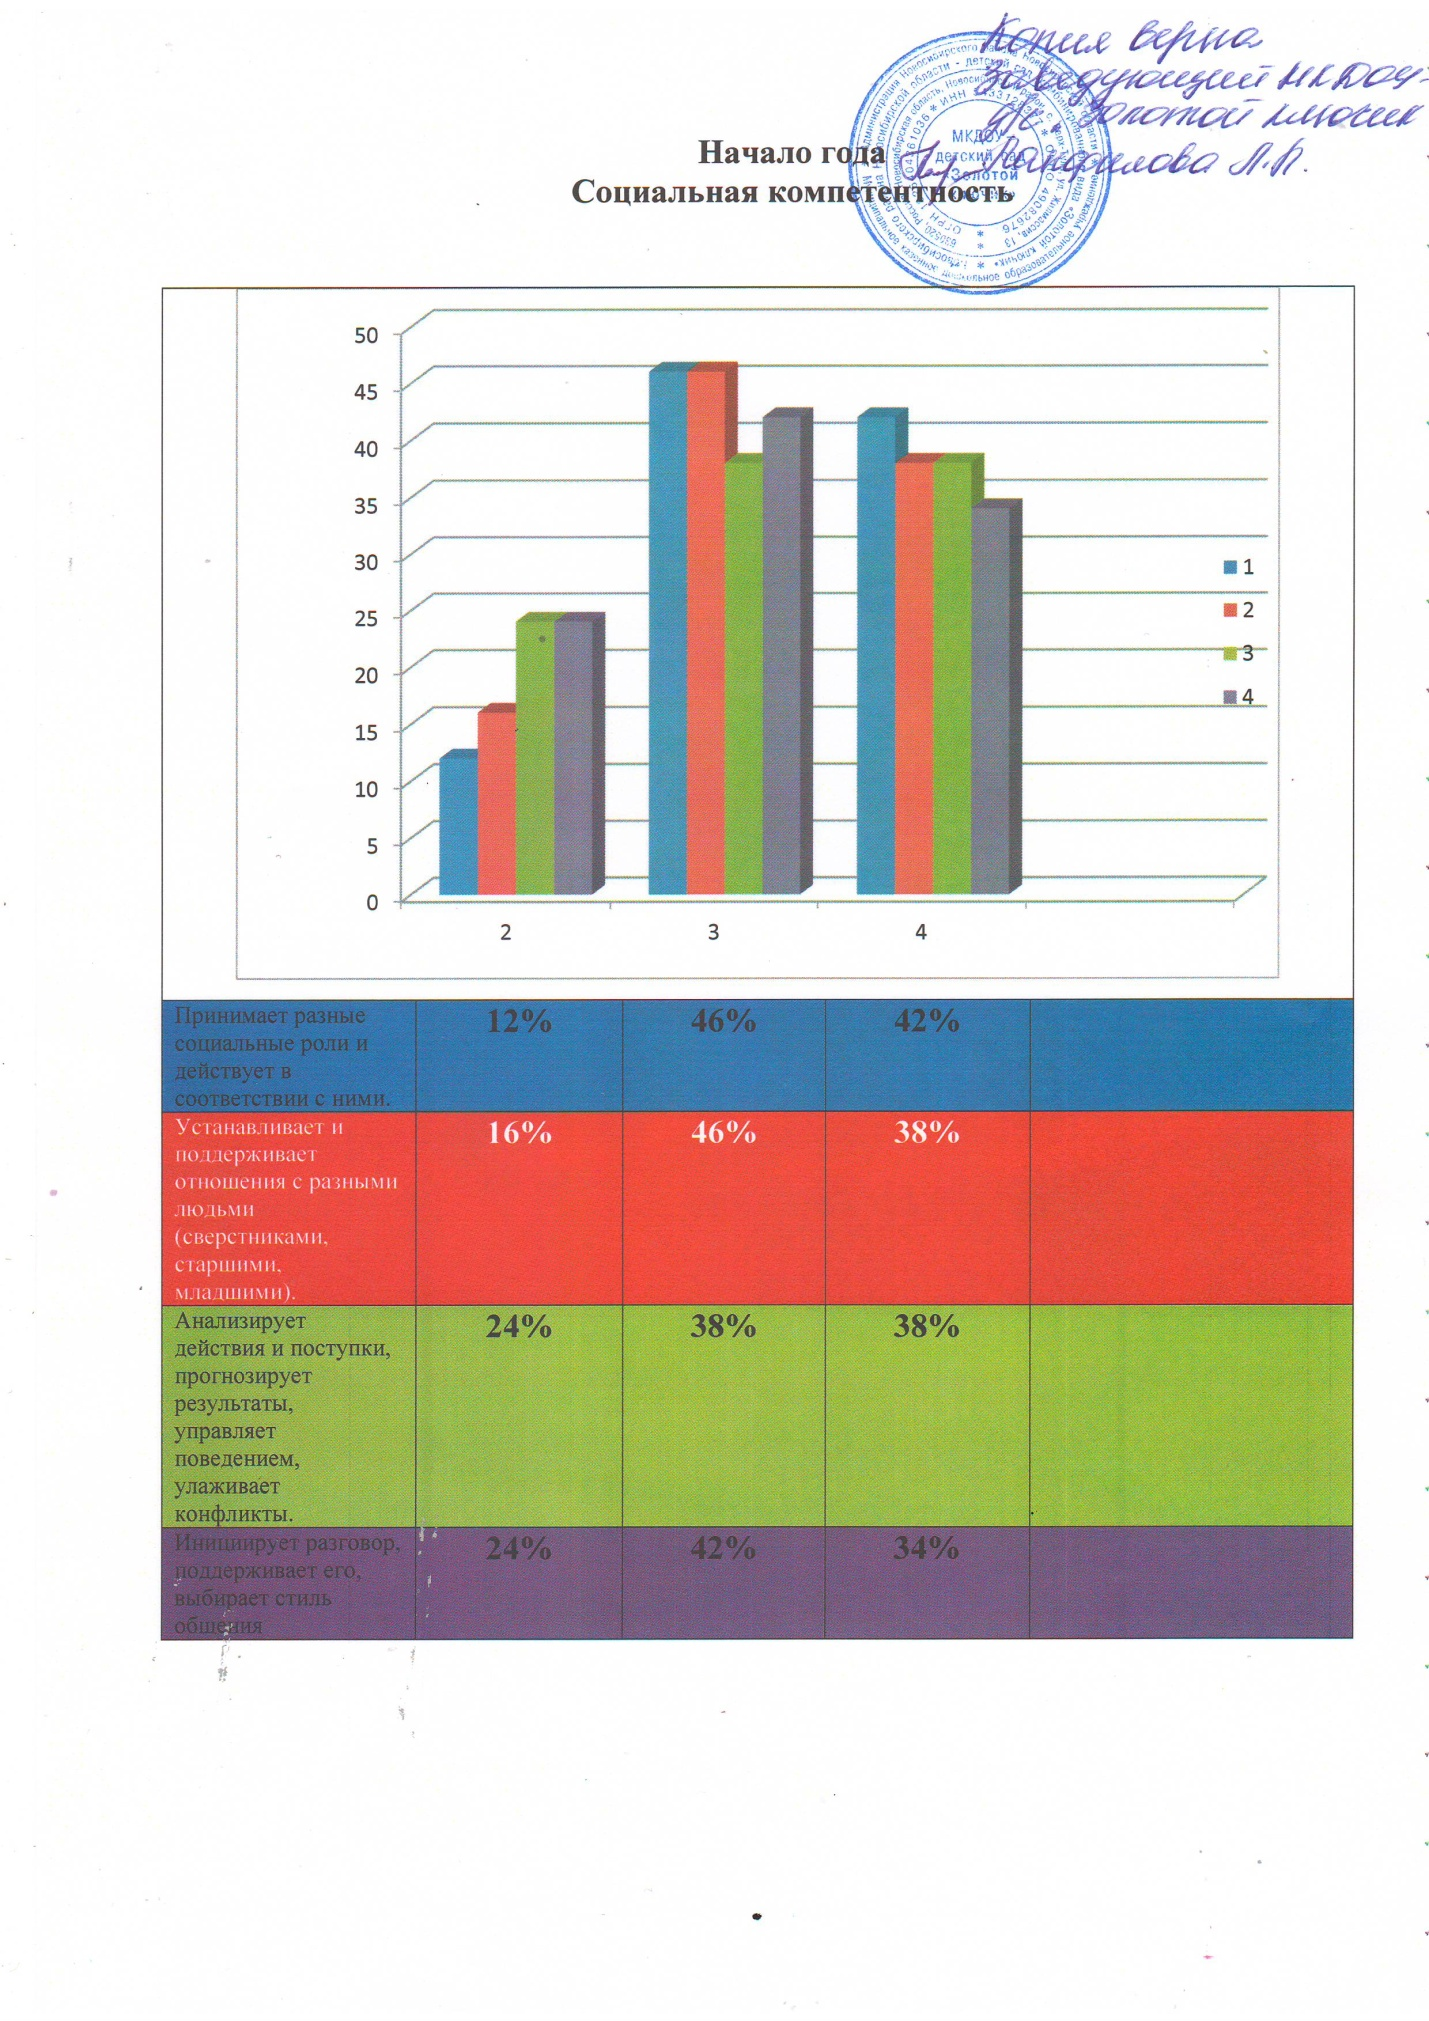 Копия верна
Заведующий МКДОУ-
д/с "Золотой ключик
Панфилова Л.П.
МКДОУ
детский сад
«Золотой
ключик»
Начало года
Социальная компетентность
50
45
40
35
30
25
20
15
10
5
0
2 3 4
1
2
3
4
Принимает разные 12% 46% 42%
социальные роли и
действует в
соответствии с ними.
Устанавливает и 16% 46% 38%
поддерживает
отношения с разными
людьми
(сверстниками,
старшими,
младшими).
Анализирует 24% 38% 38%
действия и поступки,
прогнозирует
результаты,
управляет
поведением,
улаживает
конфликты.
Инициирует разговор, 24% 42% 34%
поддерживает его,
выбирает стиль
общения